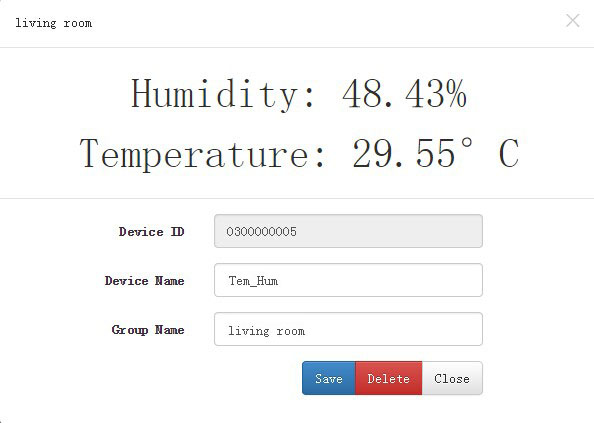 living room
Humidity: 48.43%
Temperature: 29.55° C
Device ID 0300000005
Device Name Tem_Hum
Group Name living room
Save Delete Close